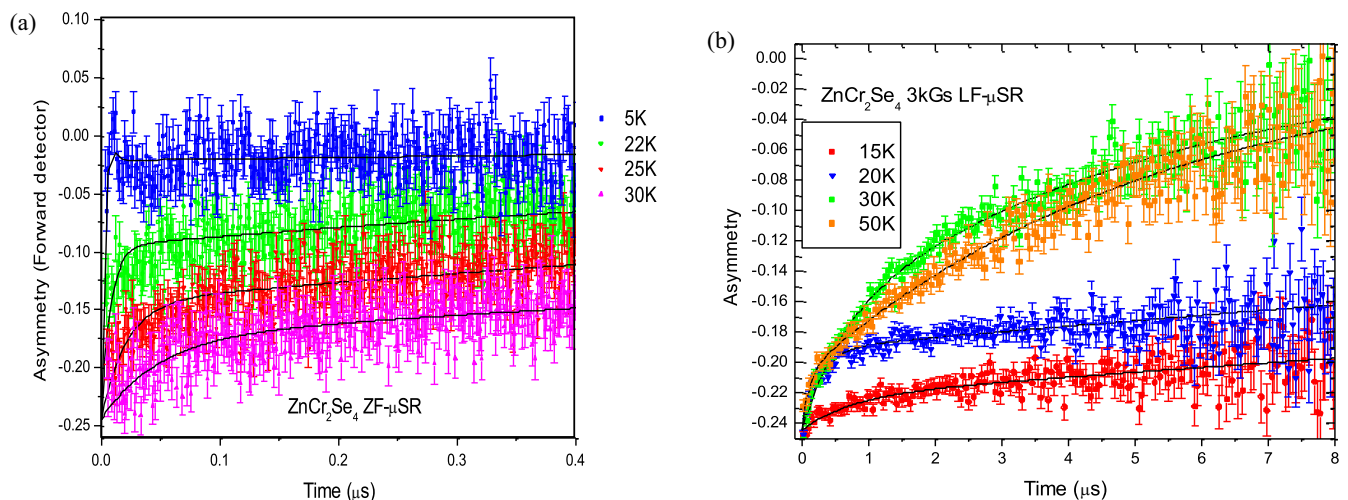 (a)
0.10
0.05
0.00
-0.05
-0.10
-0.15
-0.20
-0.25
Asymmetry (Forward detector)
5K
22K
25K
30K
ZnCr2Se4 ZF-μSR
0.0 0.1 0.2 0.3 0.4
Time (μs)
(b)
-0.00
-0.02
-0.04
-0.06
-0.08
-0.10
-0.12
-0.14
-0.16
-0.18
-0.20
-0.22
-0.24
Asymmetry
ZnCr2Se4 3kGs LF-μSR
15K
20K
30K
50K
0 1 2 3 4 5 6 7 8
Time (μs)